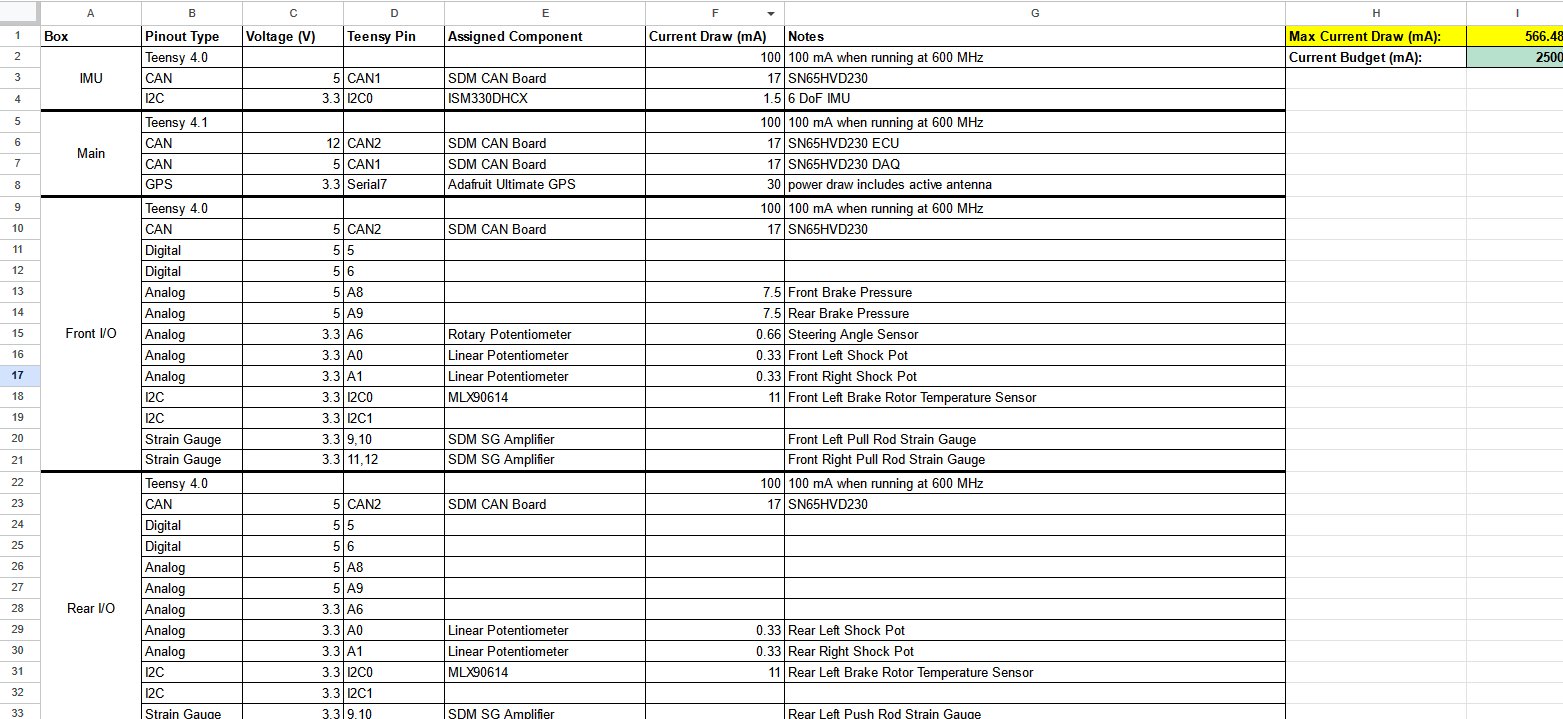 A B C D E F G H I
1 Box Pinout Type Voltage (V) Teensy Pin Assigned Component Current Draw (mA) Notes Max Current Draw (mA): 566.48
2 Teensy 4.0 100 100 mA when running at 600 MHz Current Budget (mA): 2500
3 IMU CAN 5 CAN1 SDM CAN Board 17 SN65HVD230
4 I2C 3.3 I2C0 ISM330DHCX 1.5 6 DoF IMU
5 Teensy 4.1 100 100 mA when running at 600 MHz
6 CAN 12 CAN2 SDM CAN Board 17 SN65HVD230 ECU
Main
7 CAN 5 CAN1 SDM CAN Board 17 SN65HVD230 DAQ
8 GPS 3.3 Serial7 Adafruit Ultimate GPS 30 power draw includes active antenna
9 Teensy 4.0 100 100 mA when running at 600 MHz
10 CAN 5 CAN2 SDM CAN Board 17 SN65HVD230
11 Digital 5 5
12 Digital 5 6
13 Analog 5 A8 7.5 Front Brake Pressure
14 Analog 5 A9 7.5 Rear Brake Pressure
15 Front I/O Analog 3.3 A6 Rotary Potentiometer 0.66 Steering Angle Sensor
16 Analog 3.3 A0 Linear Potentiometer 0.33 Front Left Shock Pot
17 Analog 3.3 A1 Linear Potentiometer 0.33 Front Right Shock Pot
18 I2C 3.3 I2C0 MLX90614 11 Front Left Brake Rotor Temperature Sensor
19 I2C 3.3 I2C1
20 Strain Gauge 3.3 9,10 SDM SG Amplifier Front Left Pull Rod Strain Gauge
21 Strain Gauge 3.3 11,12 SDM SG Amplifier Front Right Pull Rod Strain Gauge
22 Teensy 4.0 100 100 mA when running at 600 MHz
23 CAN 5 CAN2 SDM CAN Board 17 SN65HVD230
24 Digital 5 5
25 Digital 5 6
26 Analog 5 A8
27 Analog 5 A9
28 Rear I/O Analog 3.3 A6
29 Analog 3.3 A0 Linear Potentiometer 0.33 Rear Left Shock Pot
30 Analog 3.3 A1 Linear Potentiometer 0.33 Rear Right Shock Pot
31 I2C 3.3 I2C0 MLX90614 11 Rear Left Brake Rotor Temperature Sensor
32 I2C 3.3 I2C1
33 Strain Gauge 3.3 9,10 SDM SG Amplifier Rear Left Push Rod Strain Gauge